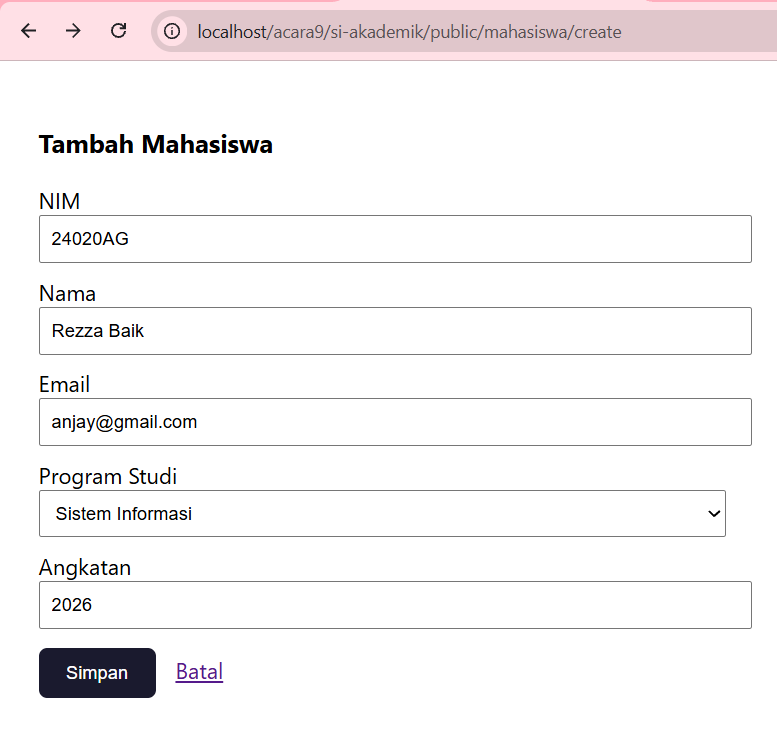 localhost/acara9/si-akademik/public/mahasiswa/create
Tambah Mahasiswa
NIM
24020AG
Nama
Rezza Baik
Email
anjay@gmail.com
Program Studi
Sistem Informasi
Angkatan
2026
Simpan Batal